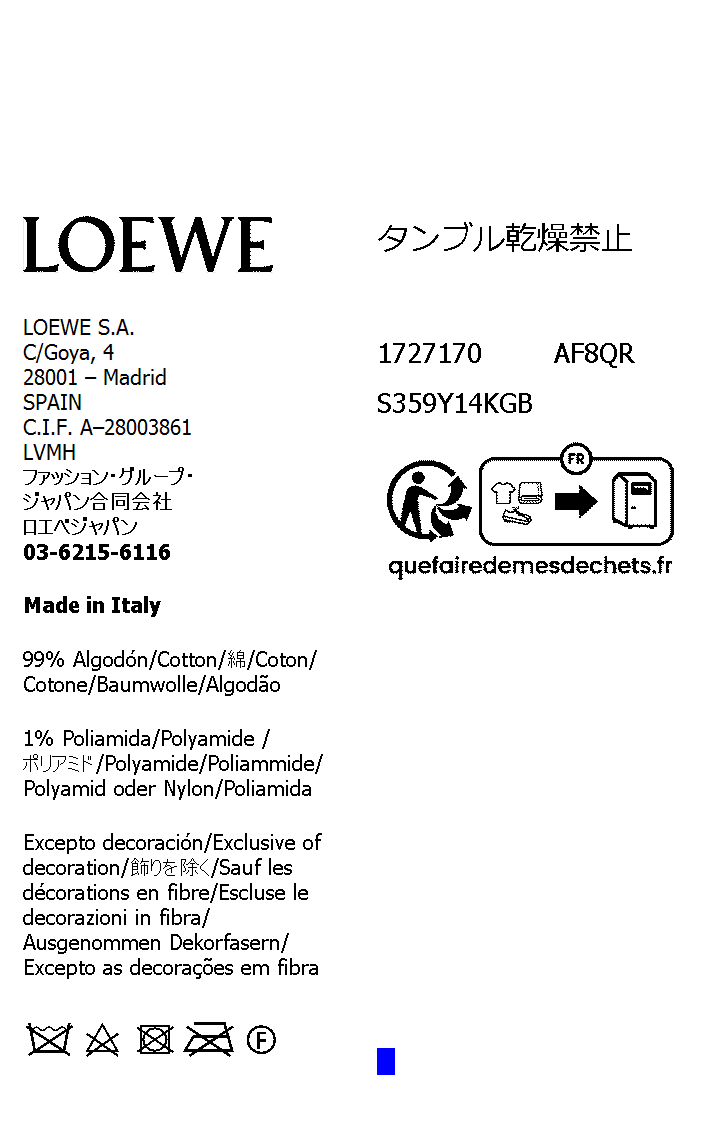 LOEWE
LOEWE S.A.
C/Goya, 4
28001 – Madrid
SPAIN
C.I.F. A–28003861
LVMH
ファッション・グループ・
ジャパン合同会社
ロエベジャパン
03-6215-6116
Made in Italy
99% Algodón/Cotton/綿/Coton/
Cotone/Baumwolle/Algodão
1% Poliamida/Polyamide /
ポリアミド/Polyamide/Poliammide/
Polyamid oder Nylon/Poliamida
Excepto decoración/Exclusive of
decoration/飾りを除く/Sauf les
décorations en fibre/Escluse le
decorazioni in fibra/
Ausgenommen Dekorfasern/
Excepto as decorações em fibra
F
タンブル乾燥禁止
1727170 AF8QR
S359Y14KGB
FR
quefairedemesdechets.fr